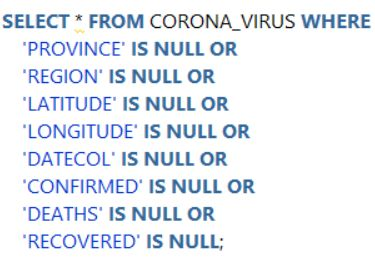 SELECT * FROM CORONA_VIRUS WHERE
'PROVINCE' IS NULL OR
'REGION' IS NULL OR
'LATITUDE' IS NULL OR
'LONGITUDE' IS NULL OR
'DATECOL' IS NULL OR
'CONFIRMED' IS NULL OR
'DEATHS' IS NULL OR
'RECOVERED' IS NULL;